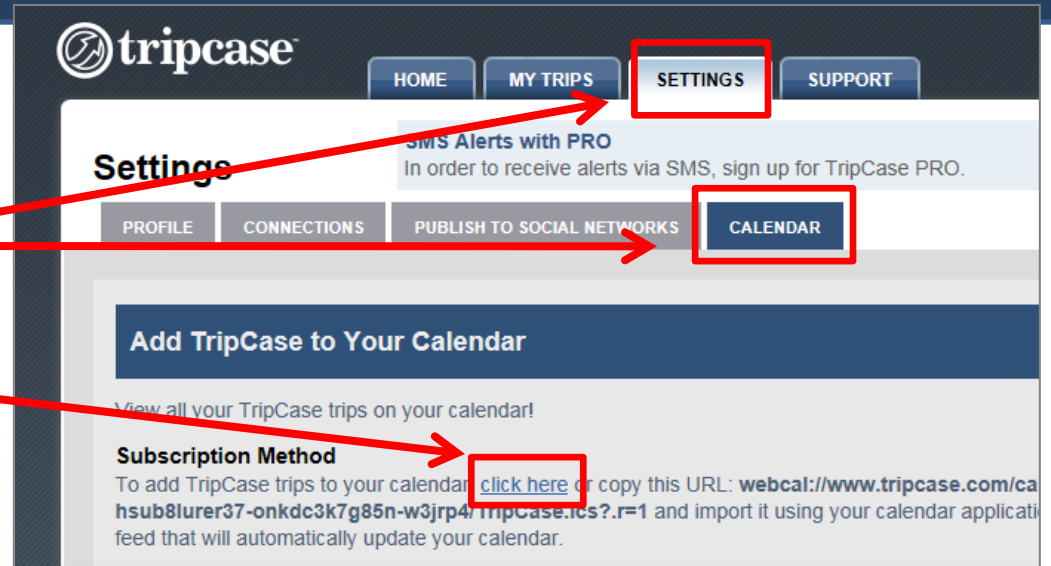 tripcase
HOME MY TRIPS SETTINGS SUPPORT
SMS Alerts with PRO
Settings
In order to receive alerts via SMS, sign up for TripCase PRO.
PROFILE CONNECTIONS PUBLISH TO SOCIAL NETWORKS CALENDAR
Add TripCase to Your Calendar
View all your TripCase trips on your calendar!
Subscription Method
To add TripCase trips to your calendar, click here or copy this URL: webcal://www.tripcase.com/ca
hsub8lurer37-onkdc3k7g85n-w3jrp4/TripCase.ics?.r=1 and import it using your calendar applicati
feed that will automatically update your calendar.